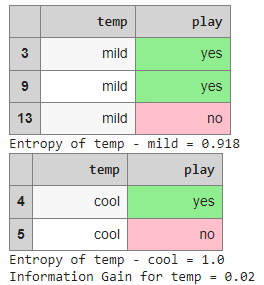 temp play
3 mild yes
9 mild yes
13 mild no
Entropy of temp - mild = 0.918
temp play
4 cool yes
5 cool no
Entropy of temp - cool = 1.0
Information Gain for temp = 0.02